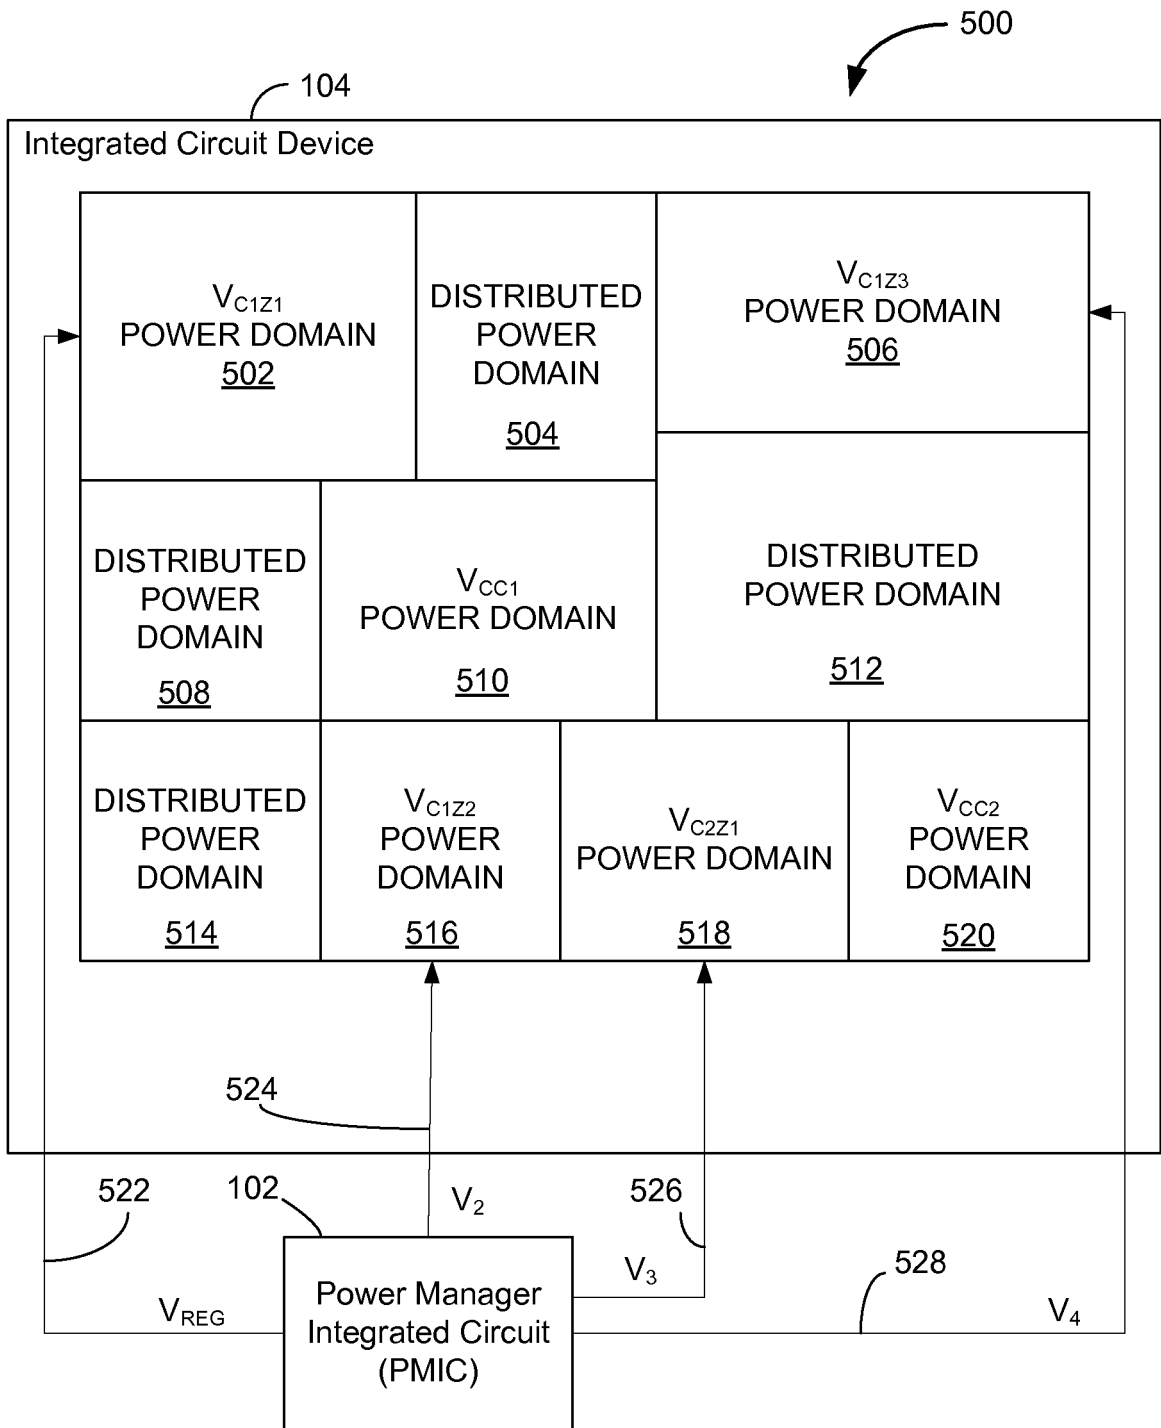 500
104
Integrated Circuit Device
VC1Z1
POWER DOMAIN
502
DISTRIBUTED
POWER
DOMAIN
504
VC1Z3
POWER DOMAIN
506
DISTRIBUTED
POWER
DOMAIN
508
VCC1
POWER DOMAIN
510
DISTRIBUTED
POWER DOMAIN
512
DISTRIBUTED
POWER
DOMAIN
514
VC1Z2
POWER
DOMAIN
516
VC2Z1
POWER DOMAIN
518
VCC2
POWER
DOMAIN
520
524
522
102
V2
526
V3
528
VREG
V4
Power Manager
Integrated Circuit
(PMIC)